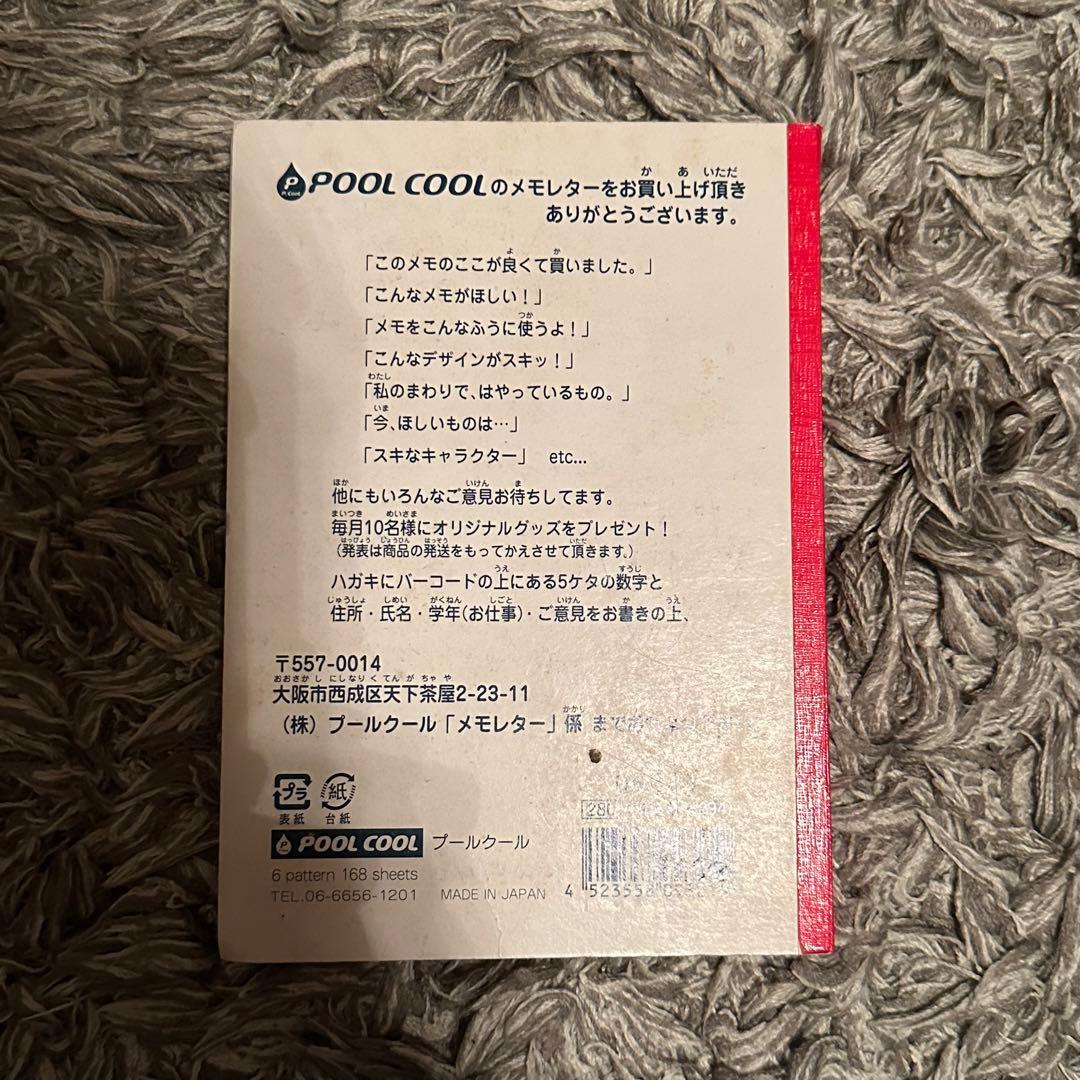 P P.Cool POOL COOLのメモレターをお買い上げ頂き
ありがとうございます。
「このメモのここが良くて買いました。」
「こんなメモがほしい!」
「メモをこんなふうに使うよ!」
「こんなデザインがスキッ!」
「私のまわりで、はやっているもの。」
「今、ほしいものは…」
「スキなキャラクター」 etc...
他にもいろんなご意見お待ちしてます。
毎月10名様にオリジナルグッズをプレゼント!
(発表は商品の発送をもってかえさせて頂きます。)
ハガキにバーコードの上にある5ケタの数字と
住所・氏名・学年(お仕事)・ご意見をお書きの上、
〒557-0014
大阪市西成区天下茶屋2-23-11
(株)プールクール「メモレター」係 まで
プラ 紙
表紙 台紙
280
P POOL COOL プールクール
6 pattern 168 sheets
TEL.06-6656-1201 MADE IN JAPAN 4 523558